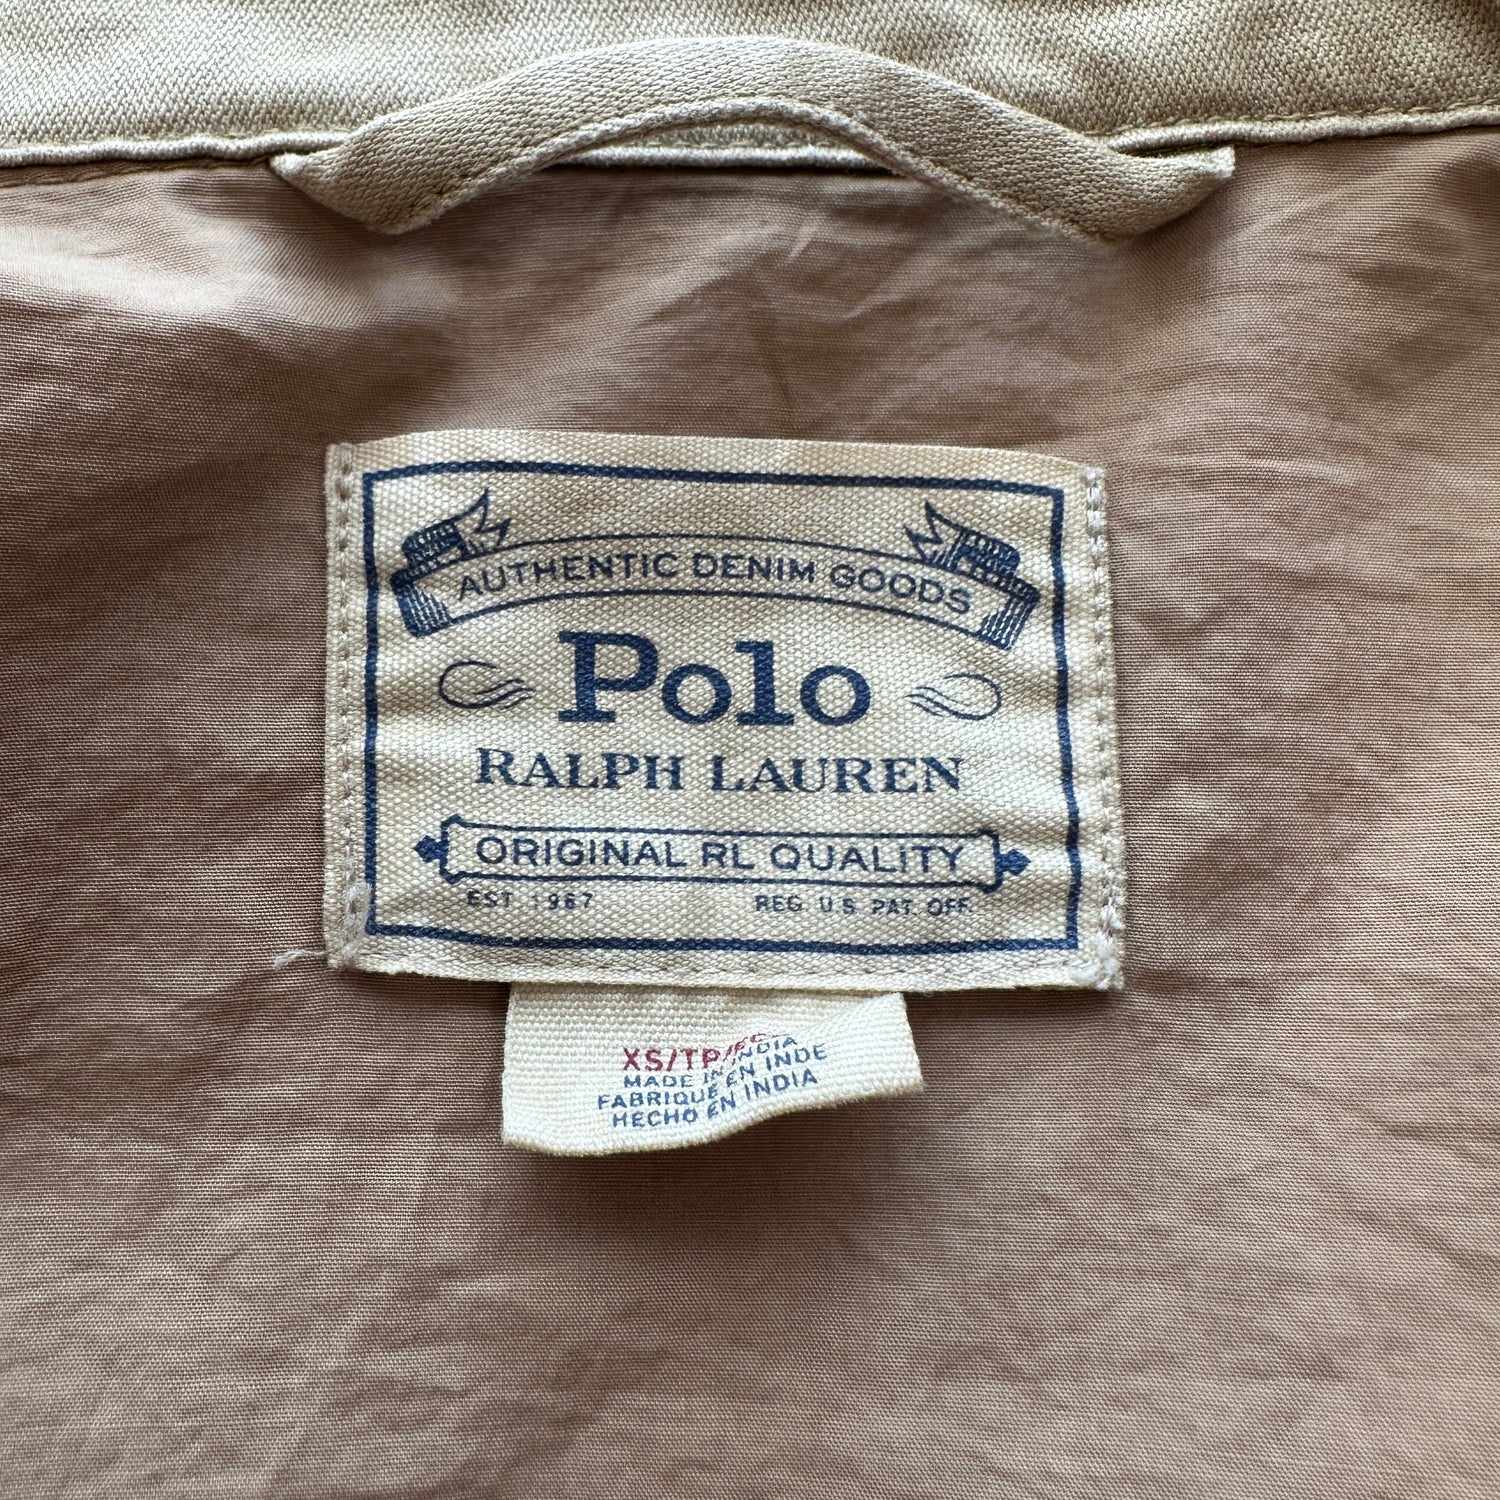 AUTHENTIC DENIM GOODS
Polo
RALPH LAUREN
ORIGINAL RL QUALITY
EST 1967 REG. U.S. PAT. OFF.
XS/TP/
MADE IN INDIA
FABRIQUE EN INDE
HECHO EN INDIA